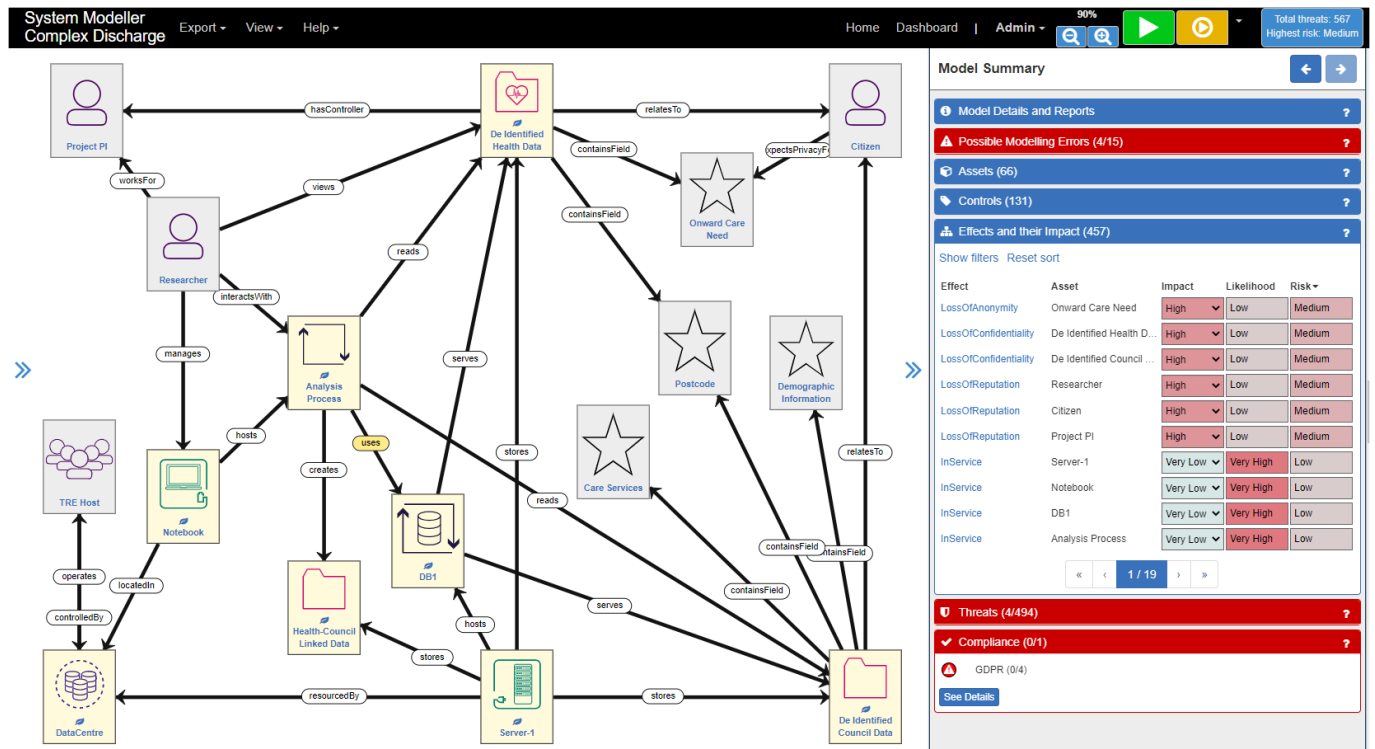 System Modeller
Complex Discharge
Export
View
Help
Home
Dashboard
|
Admin
90%
Total threats: 567
Highest risk: Medium
Project PI
hasController
De Identified
Health Data
relatesTo
Citizen
containsField
xpectsPrivacyF
worksFor
views
containsField
Onward Care
Need
Researcher
reads
interactsWith
manages
Analysis
Process
serves
Postcode
Demographic
Information
hosts
uses
stores
relatesTo
creates
Care Services
TRE Host
Notebook
reads
DB1
containsField
ntainsField
operates
locatedIn
containsField
controlledBy
serves
hosts
Health-Council
Linked Data
stores
resourcedBy
stores
DataCentre
Server-1
De Identified
Council Data
Model Summary
Model Details and Reports ?
Possible Modelling Errors (4/15) ?
Assets (66) ?
Controls (131) ?
Effects and their Impact (457) ?
Show filters Reset sort
Effect Asset Impact Likelihood Risk
LossOfAnonymity Onward Care Need High Low Medium
LossOfConfidentiality De Identified Health D... High Low Medium
LossOfConfidentiality De Identified Council ... High Low Medium
LossOfReputation Researcher High Low Medium
LossOfReputation Citizen High Low Medium
LossOfReputation Project PI High Low Medium
InService Server-1 Very Low Very High Low
InService Notebook Very Low Very High Low
InService DB1 Very Low Very High Low
InService Analysis Process Very Low Very High Low
« ‹ 1 / 19 › »
Threats (4/494) ?
Compliance (0/1) ?
GDPR (0/4)
See Details